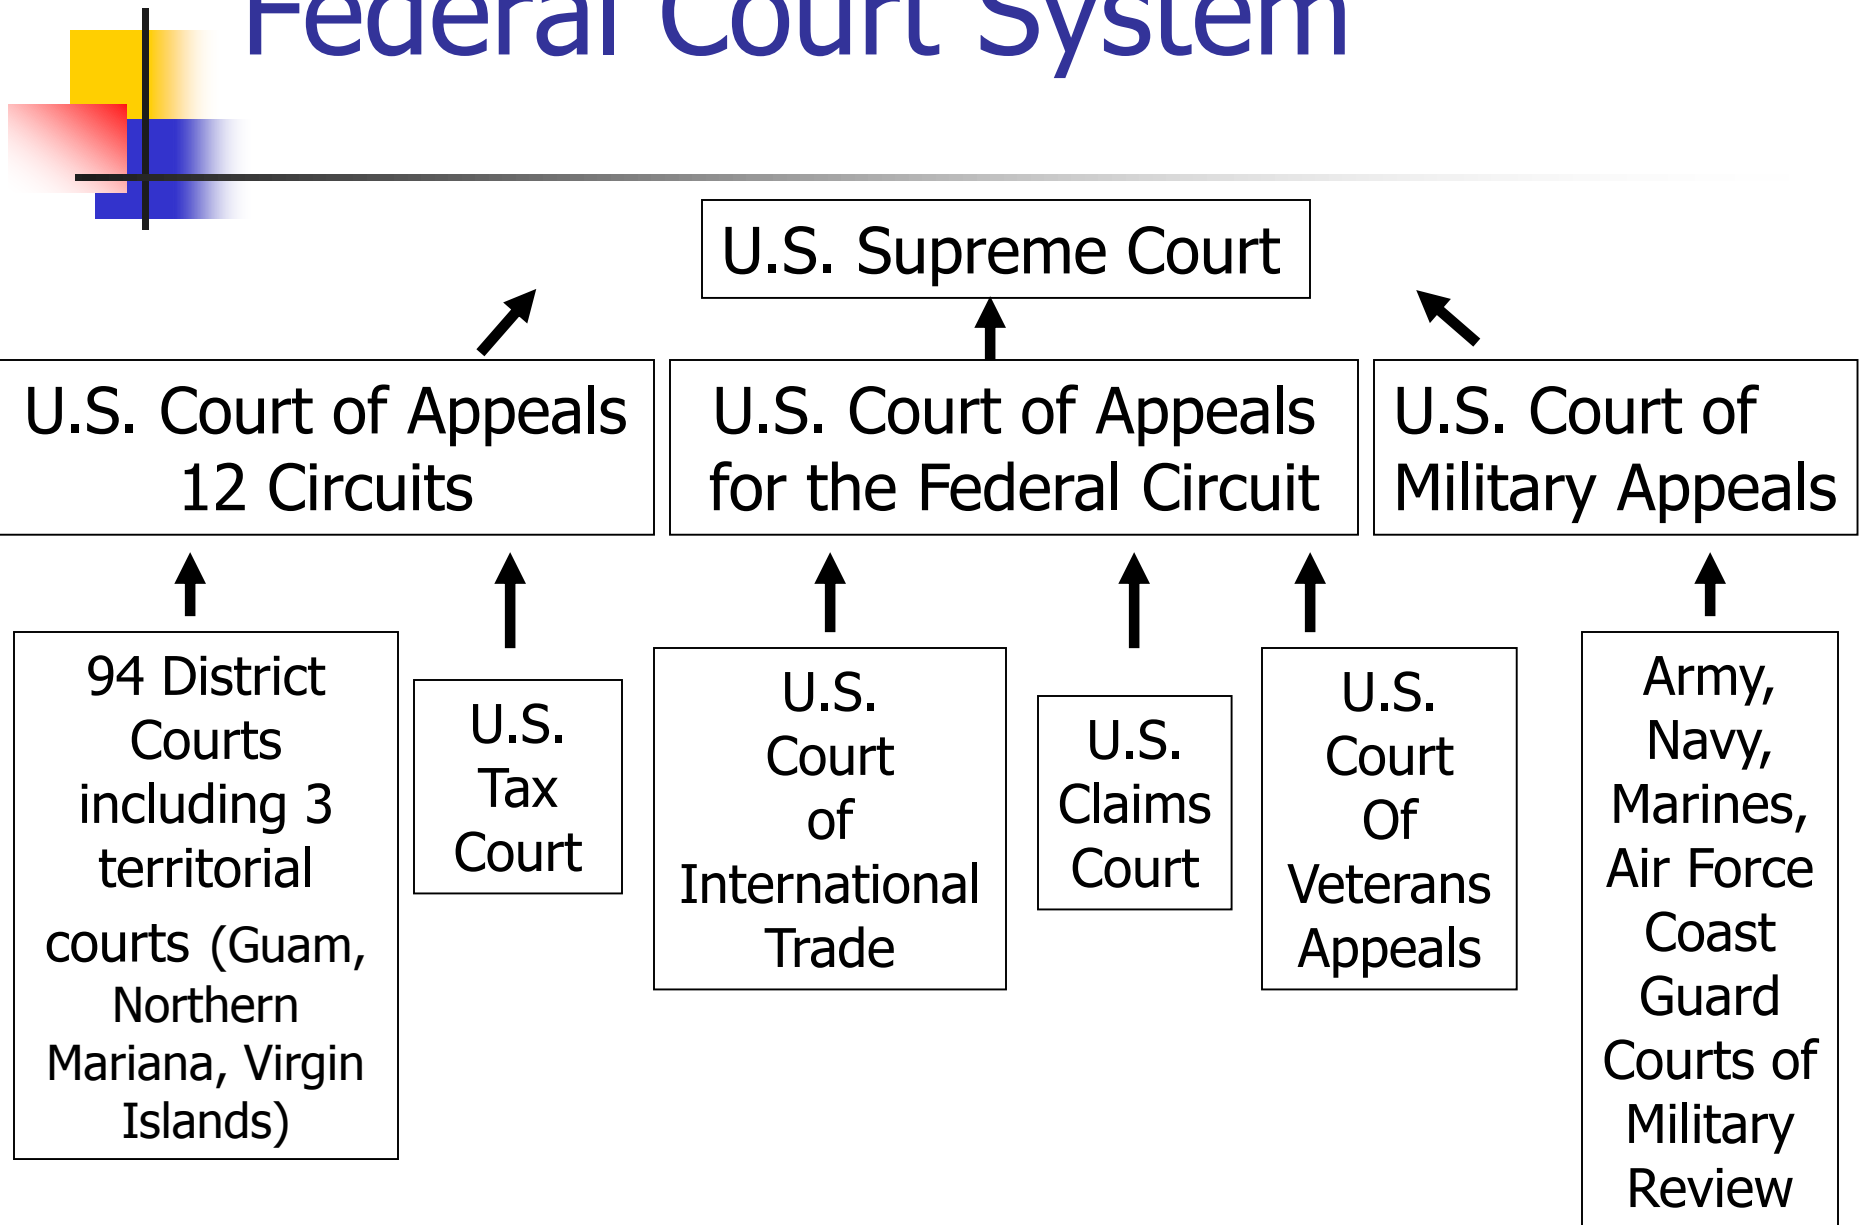 Federal Court System
U.S. Supreme Court
U.S. Court of Appeals
12 Circuits
U.S. Court of Appeals
for the Federal Circuit
U.S. Court of
Military Appeals
94 District
Courts
including 3
territorial
courts (Guam,
Northern
Mariana, Virgin
Islands)
U.S.
Tax
Court
U.S.
Court
of
International
Trade
U.S.
Claims
Court
U.S.
Court
Of
Veterans
Appeals
Army,
Navy,
Marines,
Air Force
Coast
Guard
Courts of
Military
Review